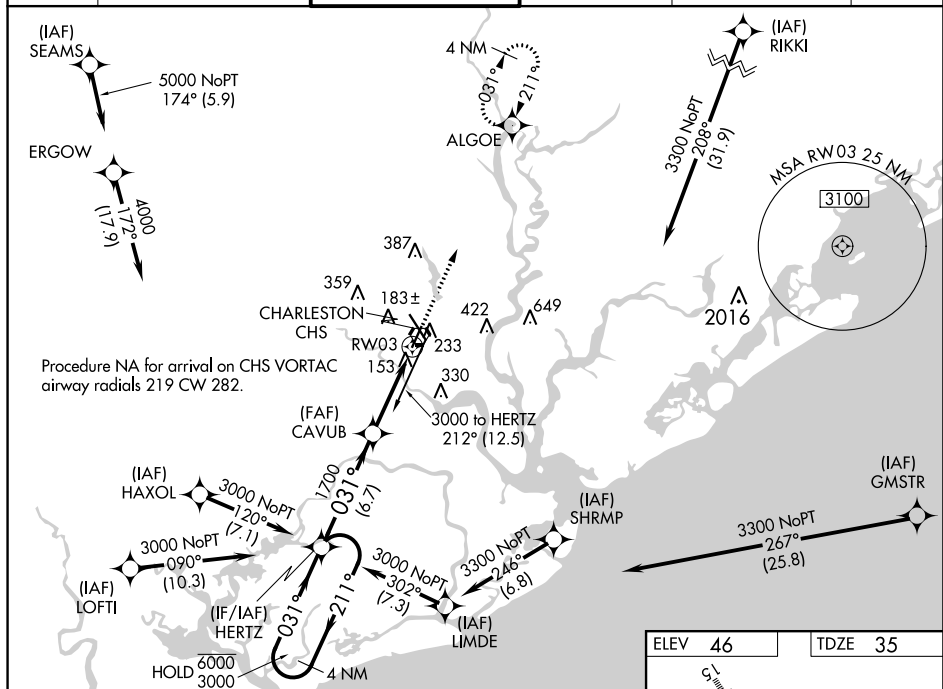 (IAF)
SEAMS
5000 NoPT
174° (5.9)
ERGOW
4000
172°
(17.9)
4 NM
031°
211°
ALGOE
(IAF)
RIKKI
3300 NoPT
208°
(31.9)
MSA RW03 25 NM
3100
387
359
183±
CHARLESTON
CHS
422
649
2016
RW03
233
153
330
Procedure NA for arrival on CHS VORTAC
airway radials 219 CW 282.
3000 to HERTZ
212° (12.5)
(FAF)
CAVUB
1700
031°
(6.7)
(IAF)
HAXOL
3000 NoPT
120°
(7.1)
(IAF)
SHRMP
(IAF)
GMSTR
3300 NoPT
267°
(25.8)
3300 NoPT
246°
(6.8)
3000 NoPT
090°
(10.3)
(IAF)
LOFTI
3000 NoPT
302°
(7.3)
(IAF)
LIMDE
(IF/IAF)
HERTZ
031°
211°
HOLD 6000
3000
4 NM
ELEV 46
TDZE 35
15